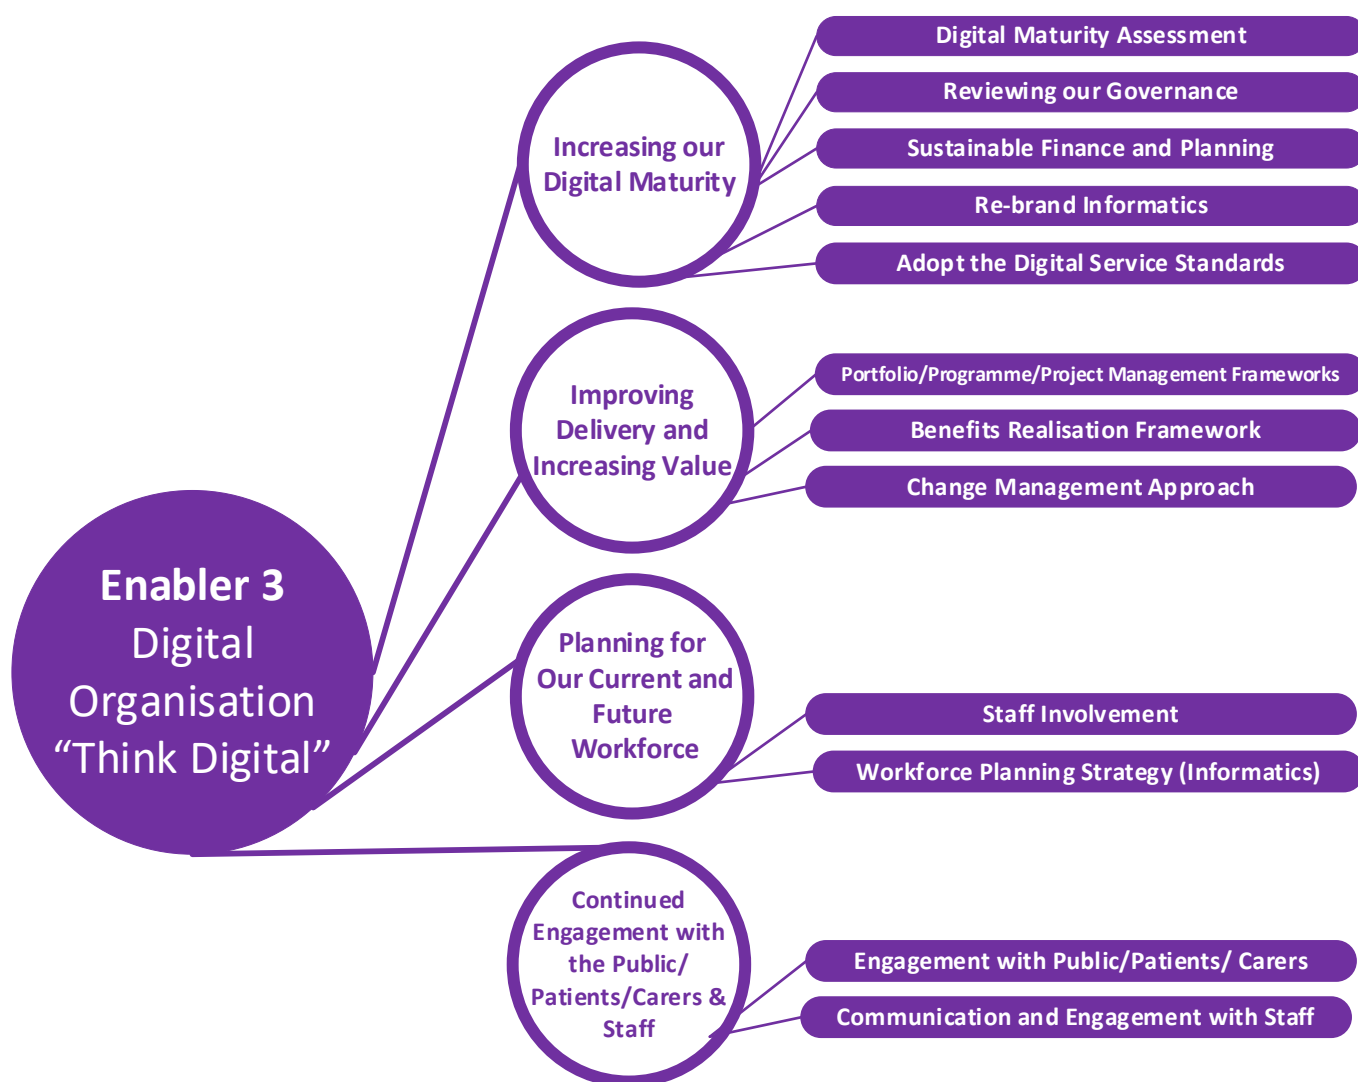 Enabler 3
Digital
Organisation
“Think Digital”
Increasing our
Digital Maturity
Digital Maturity Assessment
Reviewing our Governance
Sustainable Finance and Planning
Re-brand Informatics
Adopt the Digital Service Standards
Improving
Delivery and
Increasing Value
Portfolio/Programme/Project Management Frameworks
Benefits Realisation Framework
Change Management Approach
Planning for
Our Current and
Future
Workforce
Staff Involvement
Workforce Planning Strategy (Informatics)
Continued
Engagement with
the Public/
Patients/Carers &
Staff
Engagement with Public/Patients/ Carers
Communication and Engagement with Staff